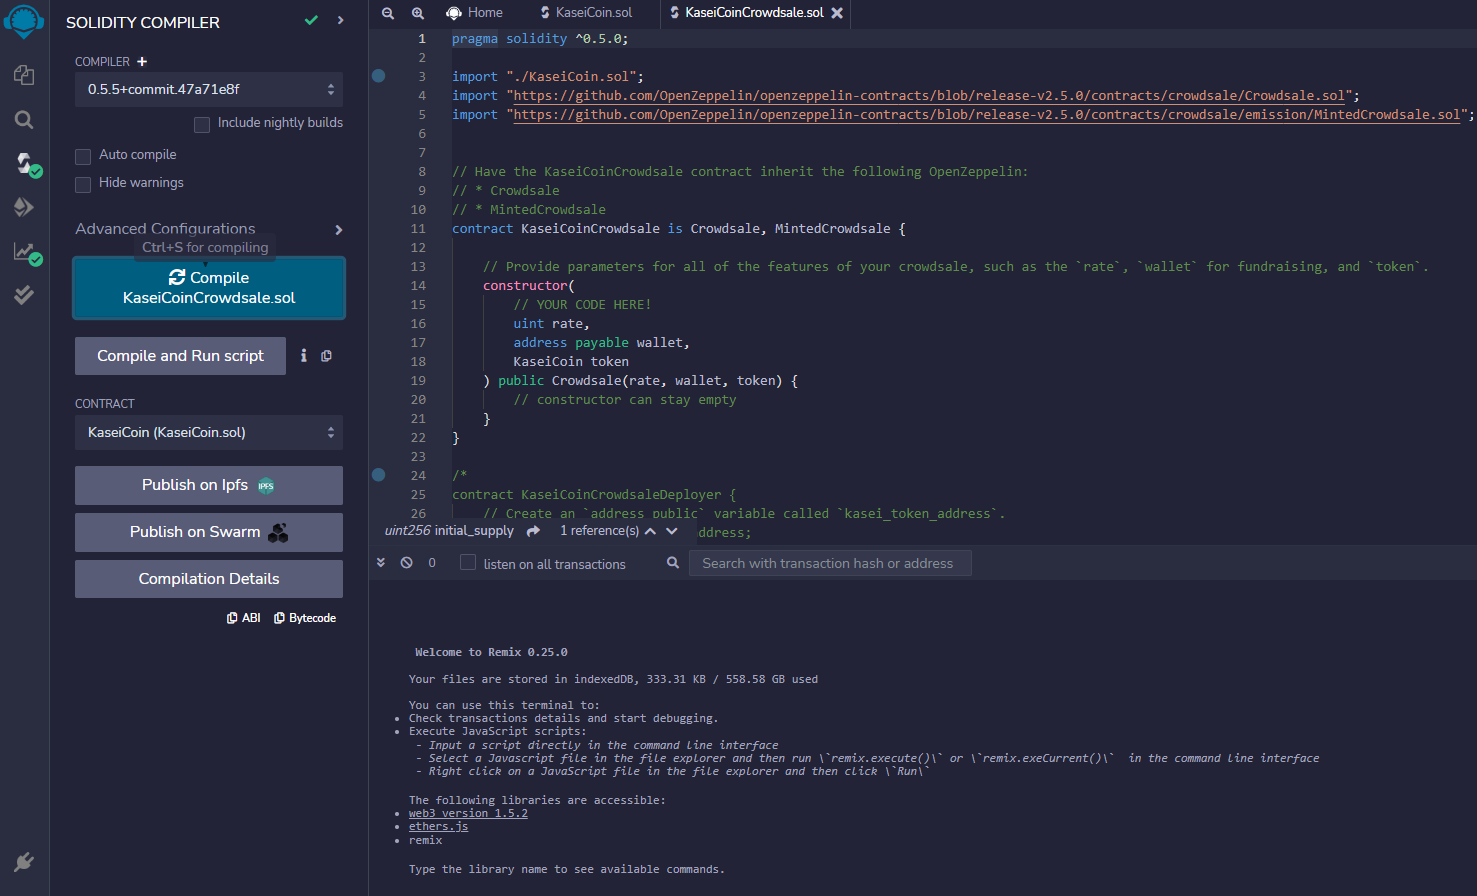 SOLIDITY COMPILER
COMPILER +
0.5.5+commit.47a71e8f
Include nightly builds
Auto compile
Hide warnings
Advanced Configurations
Ctrl+S for compiling
Compile
KaseiCoinCrowdsale.sol
Compile and Run script
CONTRACT
KaseiCoin (KaseiCoin.sol)
Publish on Ipfs IPFS
Publish on Swarm
Compilation Details
ABI Bytecode
Home KaseiCoin.sol KaseiCoinCrowdsale.sol
1 pragma solidity ^0.5.0;
2
3 import "./KaseiCoin.sol";
4 import "https://github.com/OpenZeppelin/openzeppelin-contracts/blob/release-v2.5.0/contracts/crowdsale/Crowdsale.sol";
5 import "https://github.com/OpenZeppelin/openzeppelin-contracts/blob/release-v2.5.0/contracts/crowdsale/emission/MintedCrowdsale.sol";
6
7
8 // Have the KaseiCoinCrowdsale contract inherit the following OpenZeppelin:
9 // * Crowdsale
10 // * MintedCrowdsale
11 contract KaseiCoinCrowdsale is Crowdsale, MintedCrowdsale {
12
13 // Provide parameters for all of the features of your crowdsale, such as the `rate`, `wallet` for fundraising, and `token`.
14 constructor(
15 // YOUR CODE HERE!
16 uint rate,
17 address payable wallet,
18 KaseiCoin token
19 ) public Crowdsale(rate, wallet, token) {
20 // constructor can stay empty
21 }
22 }
23
24 /*
25 contract KaseiCoinCrowdsaleDeployer {
26 // Create an `address public` variable called `kasei_token_address`.
uint256 initial_supply 1 reference(s) address;
0 listen on all transactions Search with transaction hash or address
Welcome to Remix 0.25.0
Your files are stored in indexedDB, 333.31 KB / 558.58 GB used
You can use this terminal to:
• Check transactions details and start debugging.
• Execute JavaScript scripts:
- Input a script directly in the command line interface
- Select a Javascript file in the file explorer and then run \`remix.execute()\` or \`remix.exeCurrent()\` in the command line interface
- Right click on a JavaScript file in the file explorer and then click \`Run\`
The following libraries are accessible:
• web3 version 1.5.2
• ethers.js
• remix
Type the library name to see available commands.